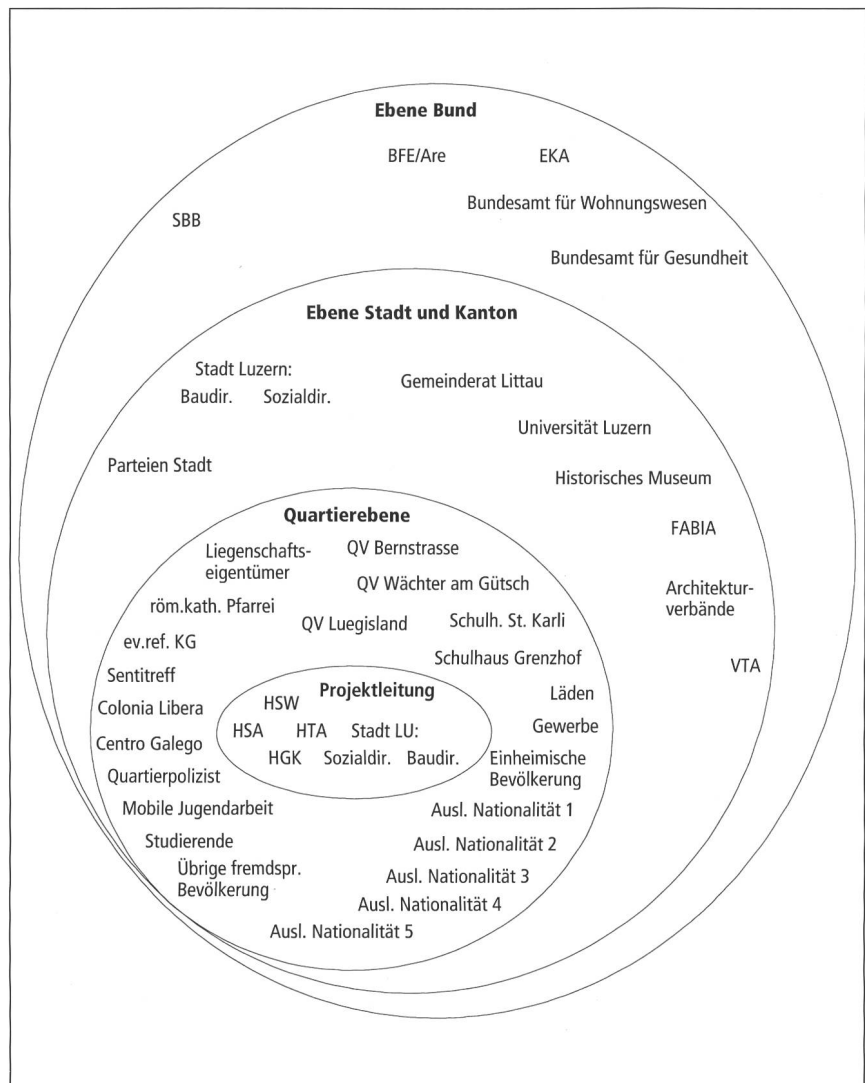 Ebene Bund
BFE/Are
EKA
Bundesamt für Wohnungswesen
SBB
Bundesamt für Gesundheit
Ebene Stadt und Kanton
Stadt Luzern:
Baudir. Sozialdir.
Gemeinderat Littau
Universität Luzern
Parteien Stadt
Historisches Museum
FABIA
Architektur-
verbände
VTA
Quartierebene
Liegenschafts-
eigentümer
QV Bernstrasse
QV Wächter am Gütsch
röm.kath. Pfarrei
QV Luegisland
Schulh. St. Karli
ev.ref. KG
Schulhaus Grenzhof
Sentitreff
Läden
Colonia Libera
Gewerbe
Centro Galego
Einheimische
Bevölkerung
Quartierpolizist
Mobile Jugendarbeit
Ausl. Nationalität 1
Studierende
Ausl. Nationalität 2
Übrige fremdspr.
Bevölkerung
Ausl. Nationalität 3
Ausl. Nationalität 4
Ausl. Nationalität 5
Projektleitung
HSW
HSA HTA Stadt LU:
HGK Sozialdir. Baudir.